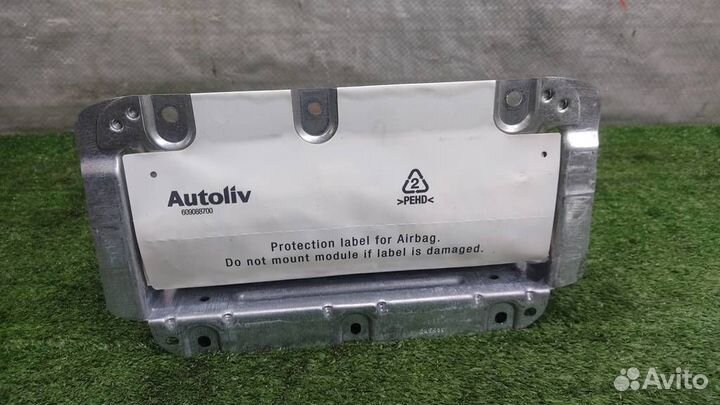 Autoliv
609088700
2
>PEHD<
Protection label for Airbag.
Do not mount module if label is damaged.
Avito